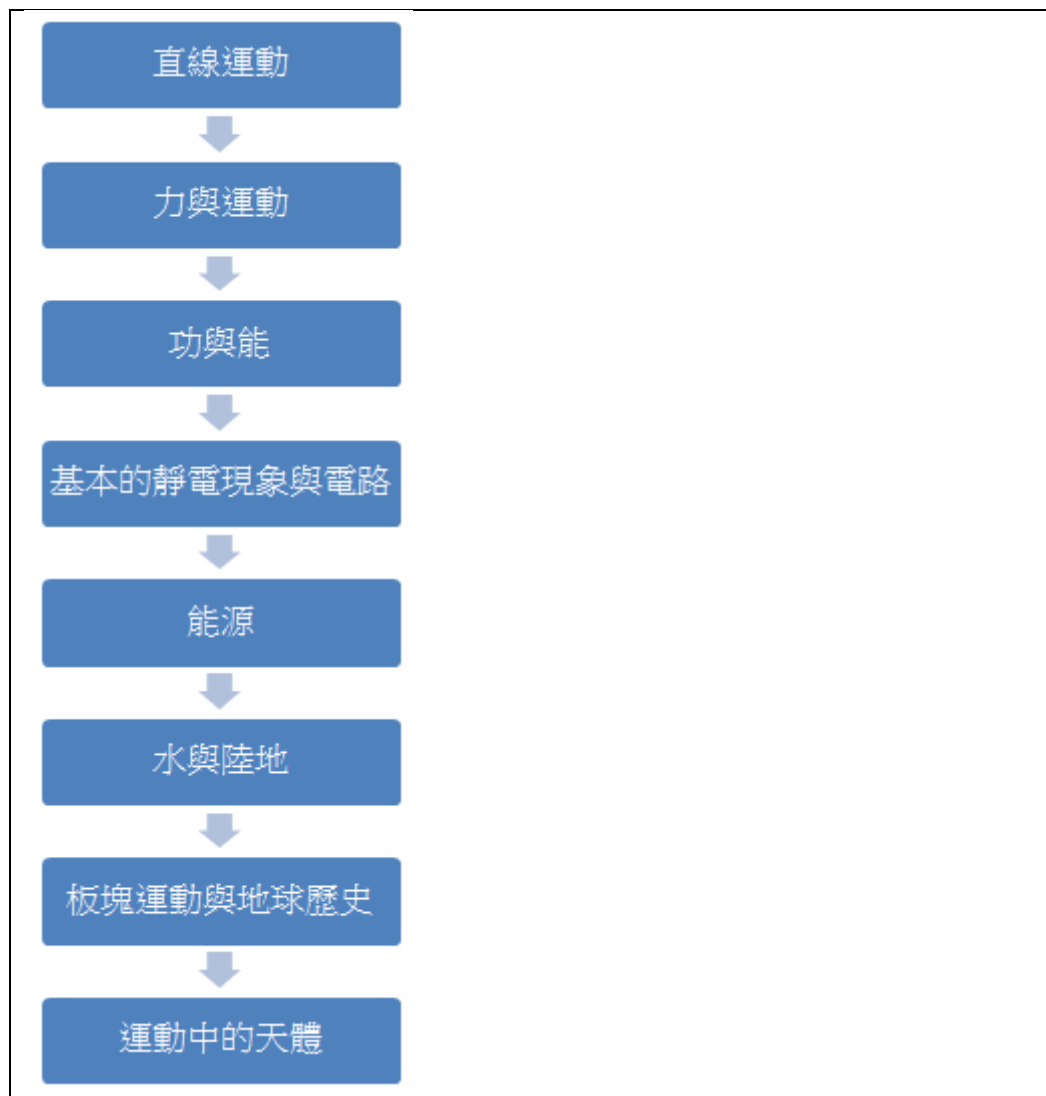 直線運動
力與運動
功與能
基本的靜電現象與電路
能源
水與陸地
板塊運動與地球歷史
運動中的天體